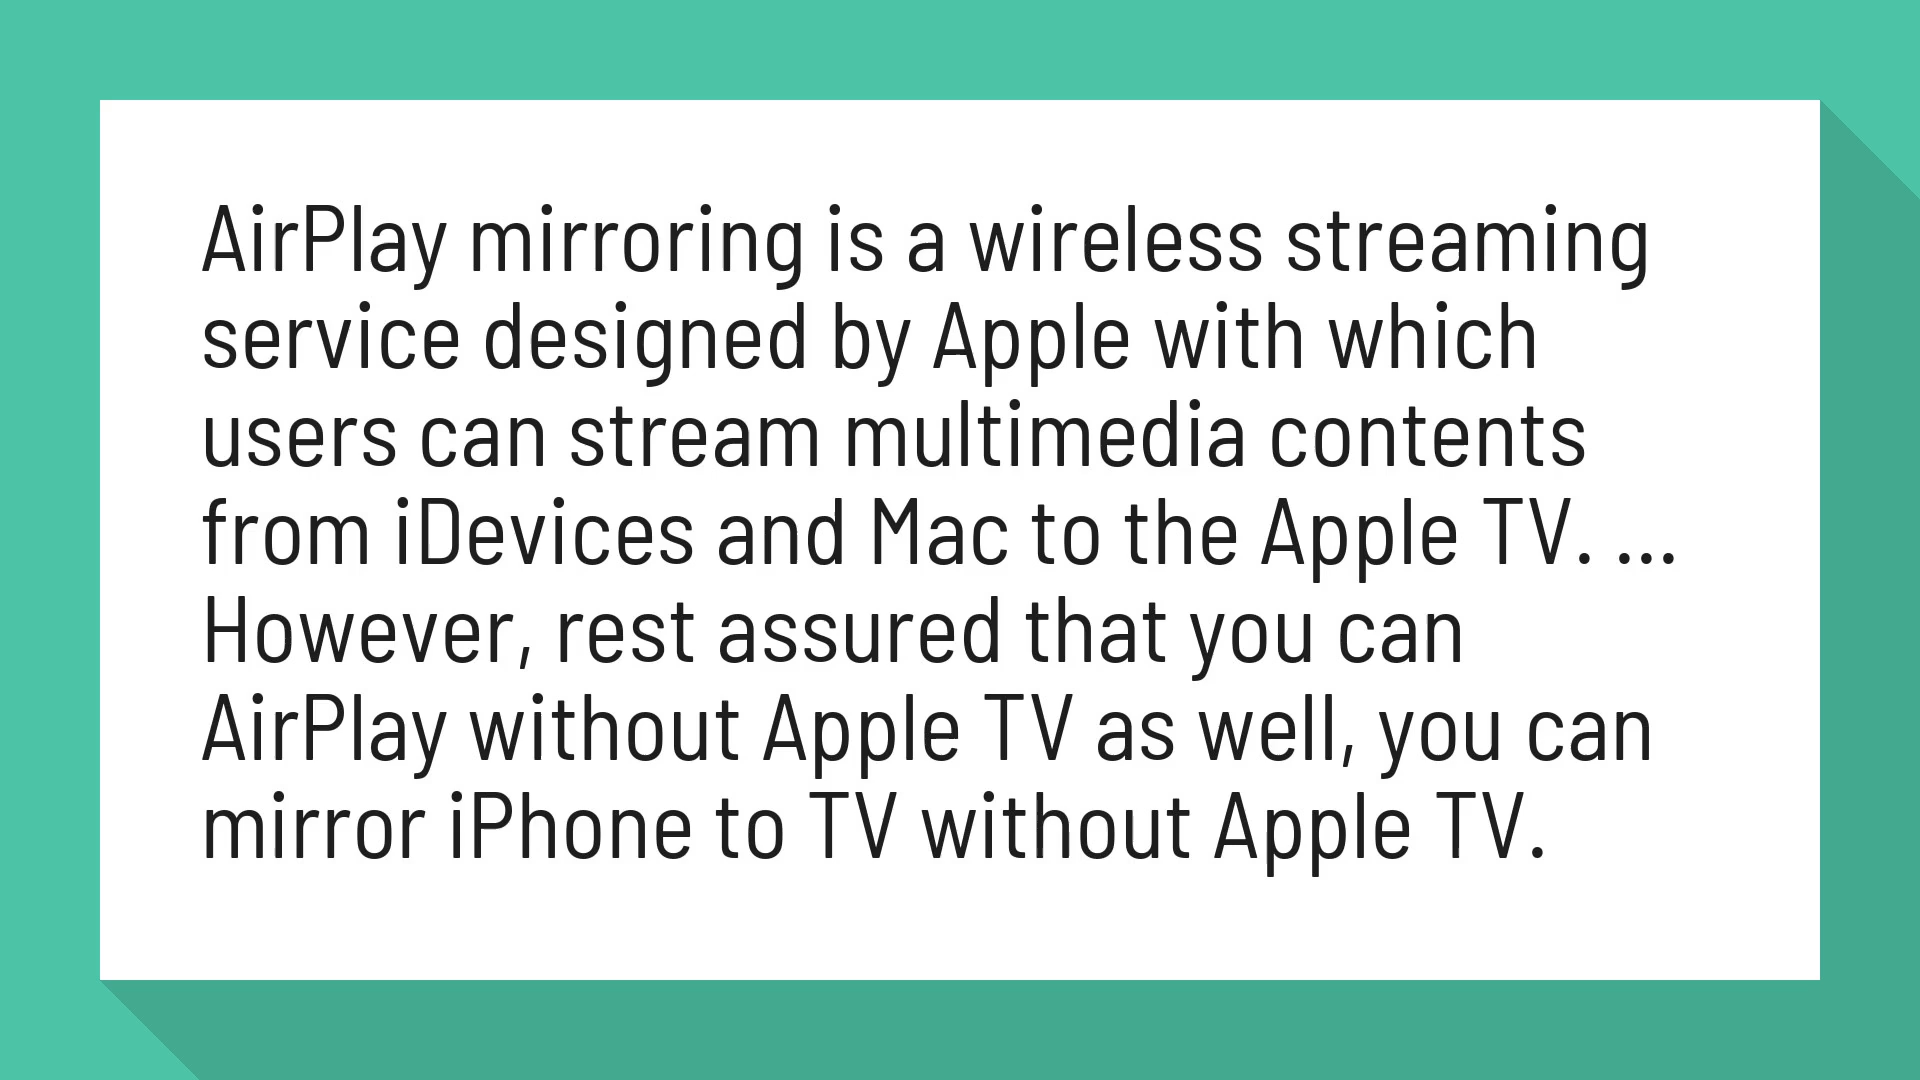 AirPlay mirroring is a wireless streaming
service designed by Apple with which
users can stream multimedia contents
from iDevices and Mac to the Apple TV. ...
However, rest assured that you can
AirPlay without Apple TV as well, you can
mirror iPhone to TV without Apple TV.